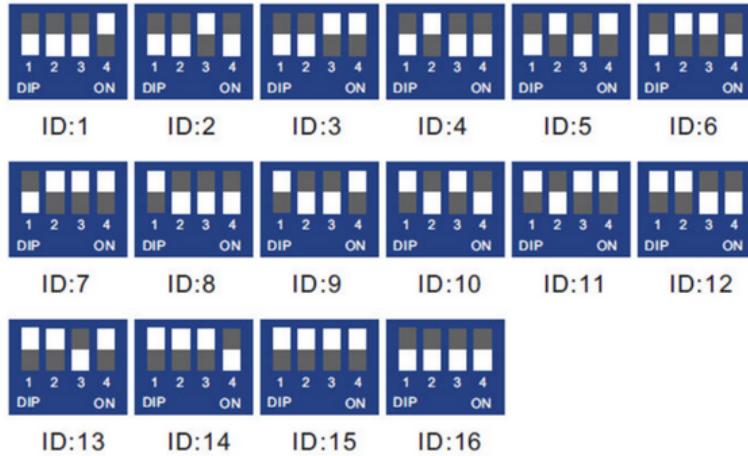 1 2 3 4 1 2 3 4 1 2 3 4 1 2 3 4 1 2 3 4 1 2 3 4
DIP ON DIP ON DIP ON DIP ON DIP ON DIP ON
ID:1 ID:2 ID:3 ID:4 ID:5 ID:6
1 2 3 4 1 2 3 4 1 2 3 4 1 2 3 4 1 2 3 4 1 2 3 4
DIP ON DIP ON DIP ON DIP ON DIP ON DIP ON
ID:7 ID:8 ID:9 ID:10 ID:11 ID:12
1 2 3 4 1 2 3 4 1 2 3 4 1 2 3 4
DIP ON DIP ON DIP ON DIP ON
ID:13 ID:14 ID:15 ID:16